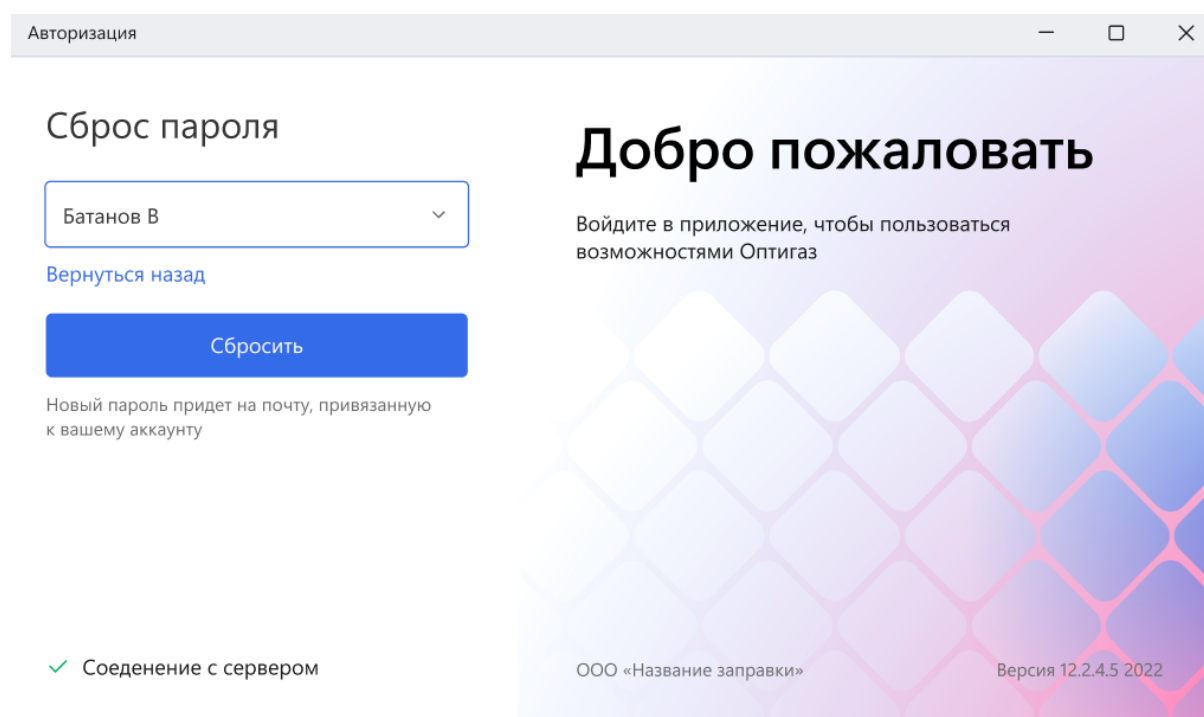 Авторизация
Сброс пароля
Батанов В
Вернуться назад
Сбросить
Новый пароль придет на почту, привязанную
к вашему аккаунту
Соеденение с сервером
Добро пожаловать
Войдите в приложение, чтобы пользоваться
возможностями Оптигаз
ООО «Название заправки»
Версия 12.2.4.5 2022